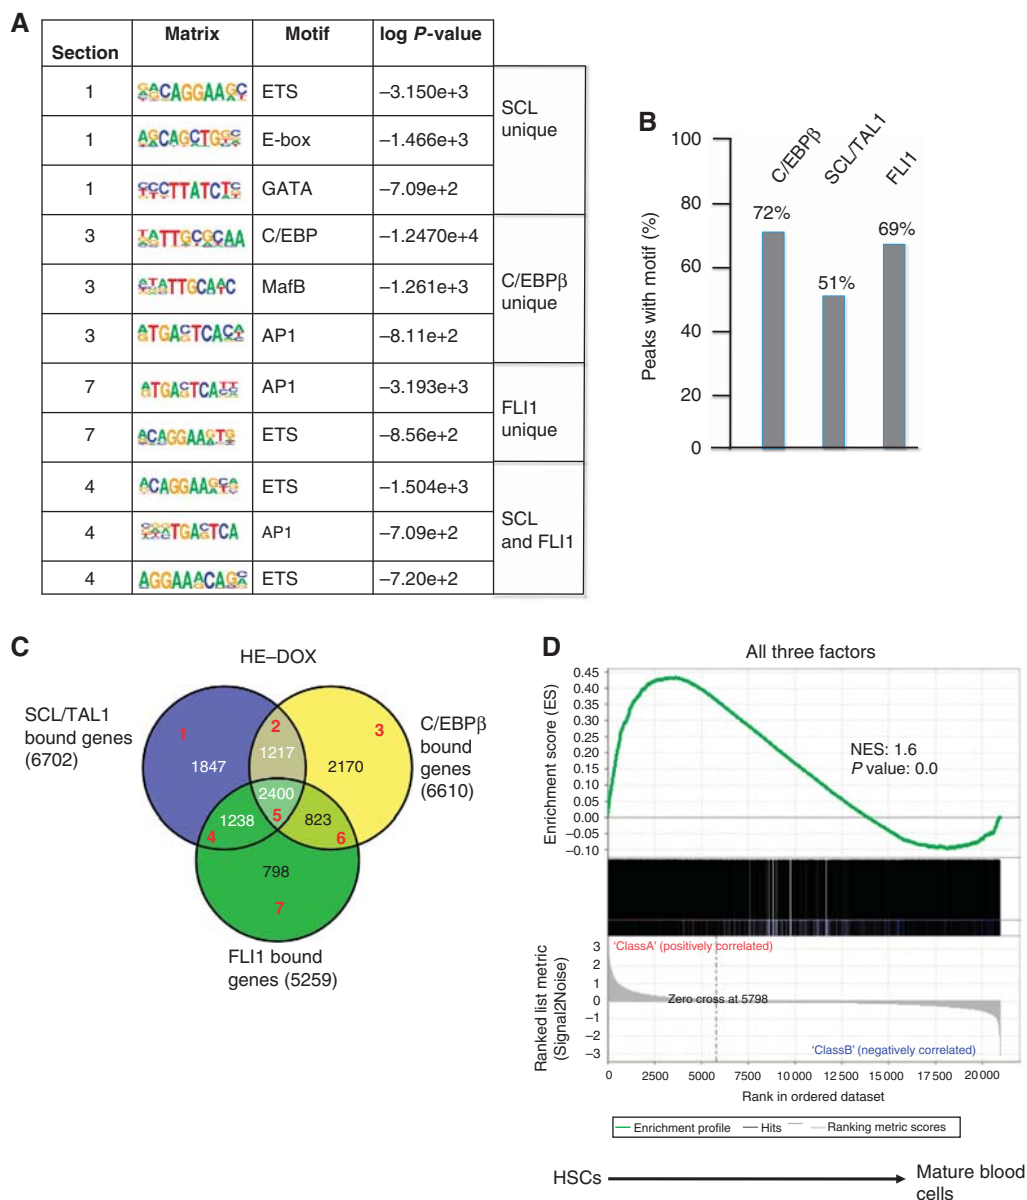 A
Section Matrix Motif log P-value
1 ETS –3.150e+3
1 E-box –1.466e+3
1 GATA –7.09e+2
SCL
unique
3 C/EBP –1.2470e+4
3 MafB –1.261e+3
3 AP1 –8.11e+2
C/EBPβ
unique
7 AP1 –3.193e+3
7 ETS –8.56e+2
FLI1
unique
4 ETS –1.504e+3
4 AP1 –7.09e+2
4 ETS –7.20e+2
SCL
and FLI1
B
Peaks with motif (%)
100
80
60
40
20
0
C/EBPβ
SCL/TAL1
FLI1
72%
51%
69%
C
HE–DOX
SCL/TAL1
bound genes
(6702)
C/EBPβ
bound
genes
(6610)
1
2
3
1847
1217
2170
2400
1238
5
823
4
6
798
7
FLI1 bound
genes (5259)
D
All three factors
Enrichment score (ES)
0.45
0.40
0.35
0.30
0.25
0.20
0.15
0.10
0.05
0.00
–0.05
–0.10
NES: 1.6
P value: 0.0
Ranked list metric
(Signal2Noise)
3
2
1
0
–1
–2
–3
'ClassA' (positively correlated)
Zero cross at 5798
'ClassB' (negatively correlated)
0 2500 5000 7500 10 000 12 500 15 000 17 500 20 000
Rank in ordered dataset
Enrichment profile Hits Ranking metric scores
HSCs
Mature blood
cells